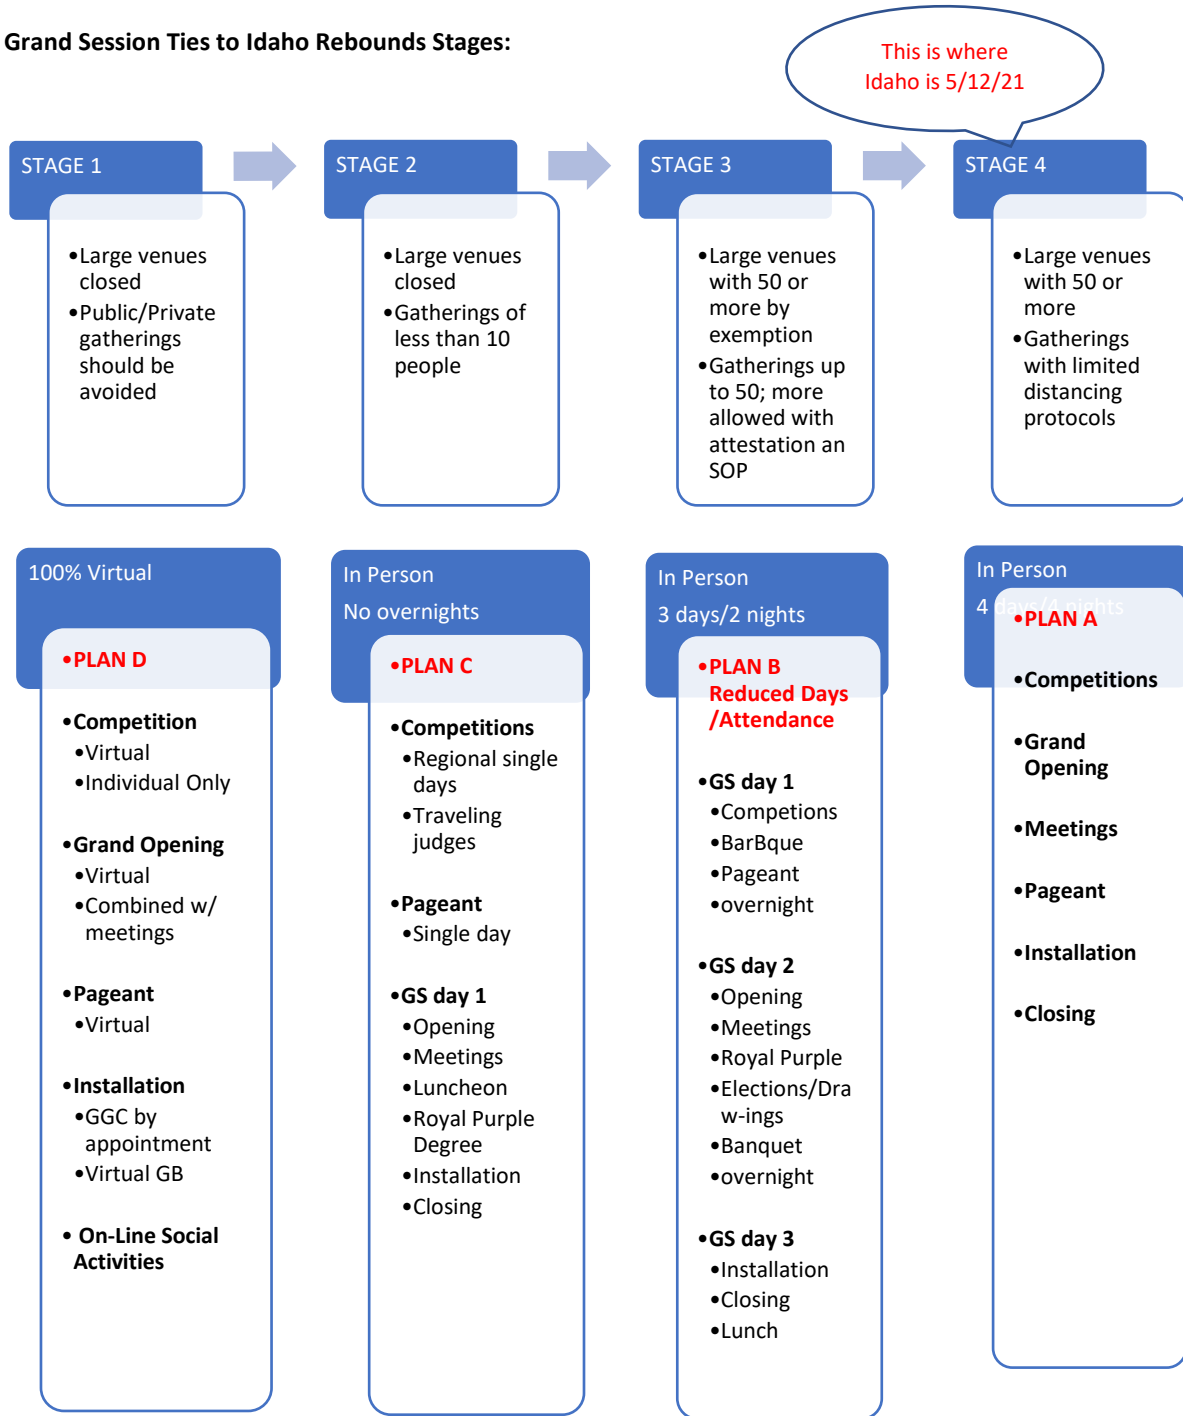 Grand Session Ties to Idaho Rebounds Stages:
This is where
Idaho is 5/12/21
STAGE 1
•Large venues
closed
•Public/Private
gatherings
should be
avoided
STAGE 2
•Large venues
closed
•Gatherings of
less than 10
people
STAGE 3
•Large venues
with 50 or
more by
exemption
•Gatherings up
to 50; more
allowed with
attestation an
SOP
STAGE 4
•Large venues
with 50 or
more
•Gatherings
with limited
distancing
protocols
100% Virtual
•PLAN D
•Competition
•Virtual
•Individual Only
•Grand Opening
•Virtual
•Combined w/
meetings
•Pageant
•Virtual
•Installation
•GGC by
appointment
•Virtual GB
• On-Line Social
Activities
In Person
No overnights
•PLAN C
•Competitions
•Regional single
days
•Traveling
judges
•Pageant
•Single day
•GS day 1
•Opening
•Meetings
•Luncheon
•Royal Purple
Degree
•Installation
•Closing
In Person
3 days/2 nights
•PLAN B
Reduced Days
/Attendance
•GS day 1
•Competions
•BarBque
•Pageant
•overnight
•GS day 2
•Opening
•Meetings
•Royal Purple
•Elections/Dra
w-ings
•Banquet
•overnight
•GS day 3
•Installation
•Closing
•Lunch
In Person
4 days/4 nights
•PLAN A
•Competitions
•Grand
Opening
•Meetings
•Pageant
•Installation
•Closing